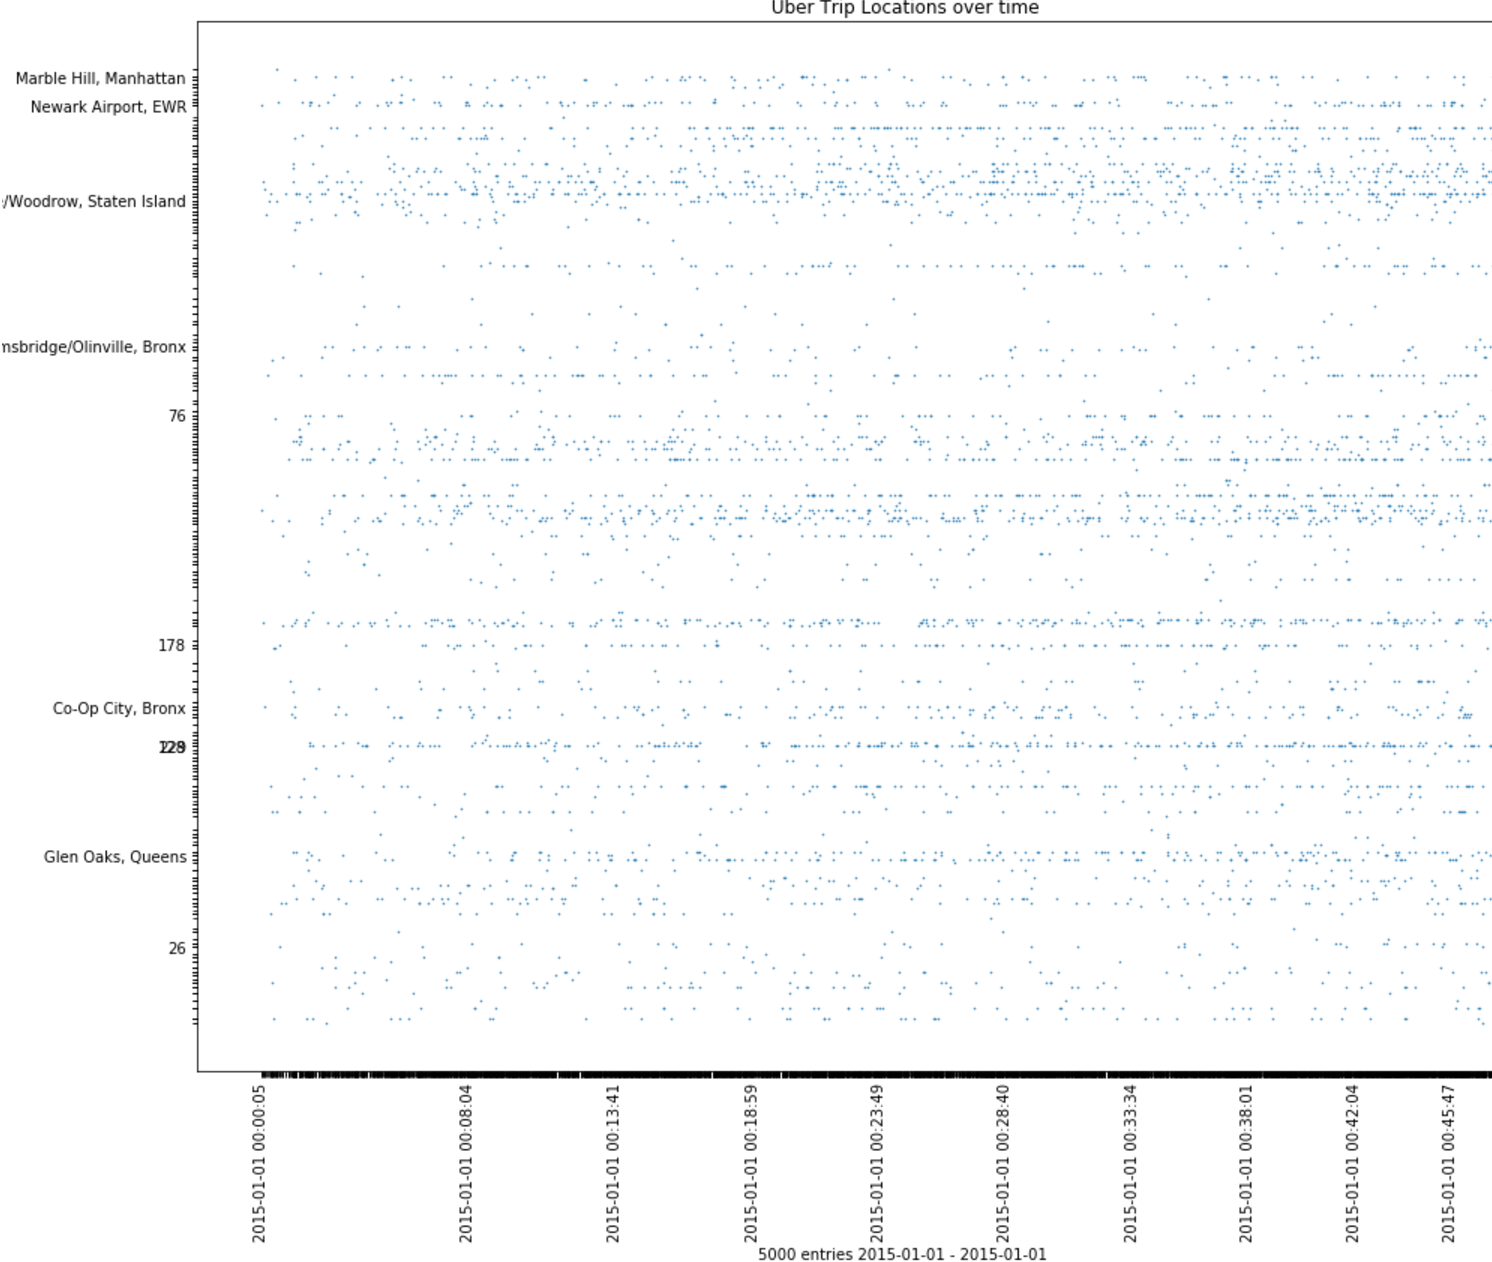 Uber Trip Locations over time
Marble Hill, Manhattan
Newark Airport, EWR
/Woodrow, Staten Island
nsbridge/Olinville, Bronx
76
178
Co-Op City, Bronx
Glen Oaks, Queens
26
2015-01-01 00:00:05
2015-01-01 00:08:04
2015-01-01 00:13:41
2015-01-01 00:18:59
2015-01-01 00:23:49
2015-01-01 00:28:40
2015-01-01 00:33:34
2015-01-01 00:38:01
2015-01-01 00:42:04
2015-01-01 00:45:47
5000 entries 2015-01-01 - 2015-01-01